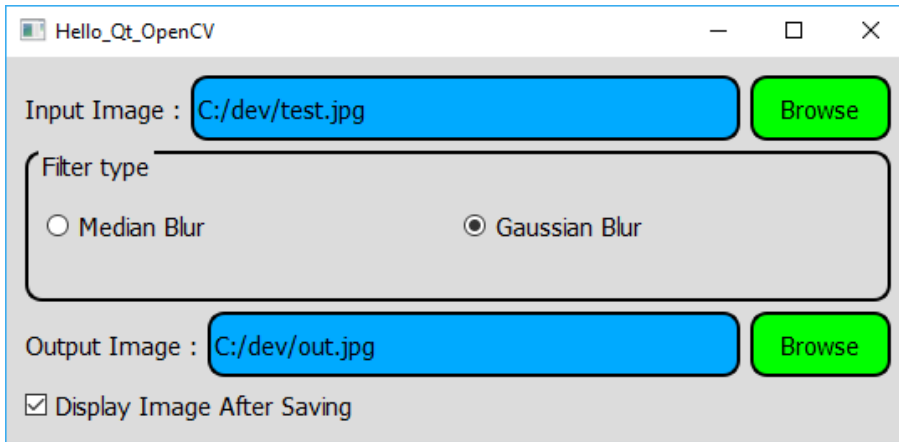 Hello_Qt_OpenCV
Input Image : C:/dev/test.jpg Browse
Filter type
Median Blur Gaussian Blur
Output Image : C:/dev/out.jpg Browse
Display Image After Saving